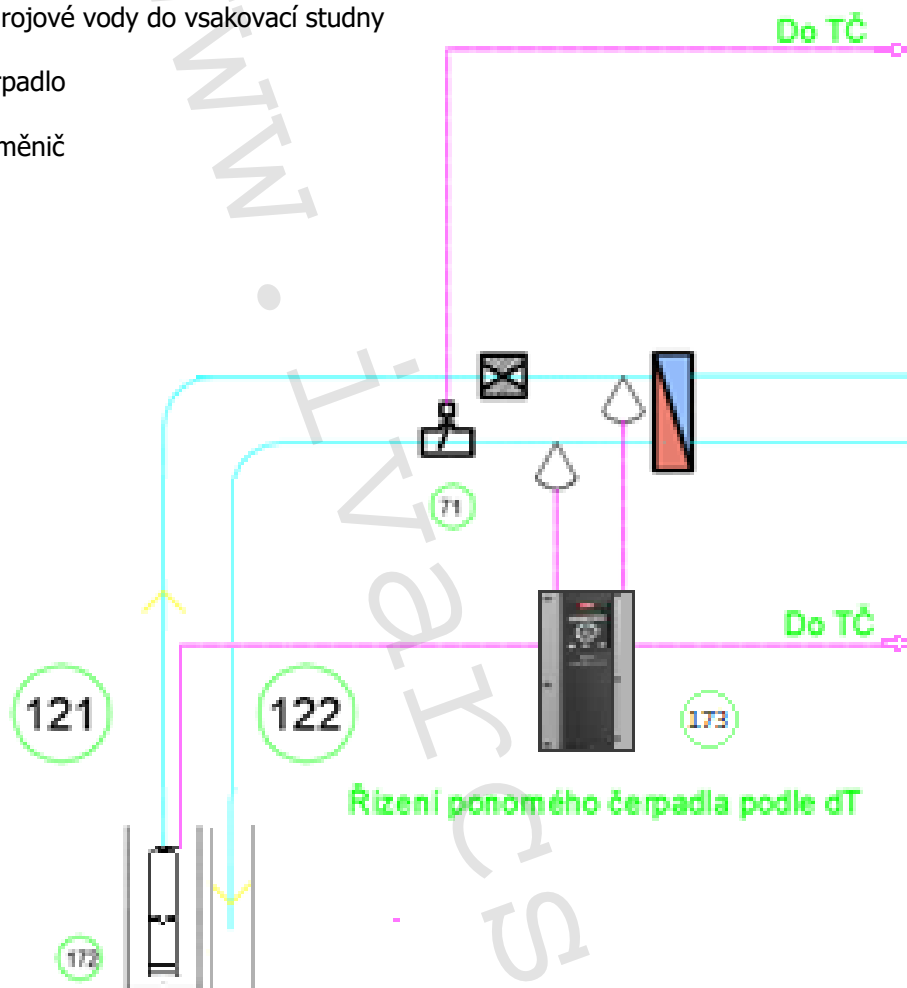 rojové vody do vsakovací studny
Do TČ
rpadlo
měnič
71
Do TČ
121
122
173
Řízení ponorného čerpadla podle dT
172
www.ivarcs